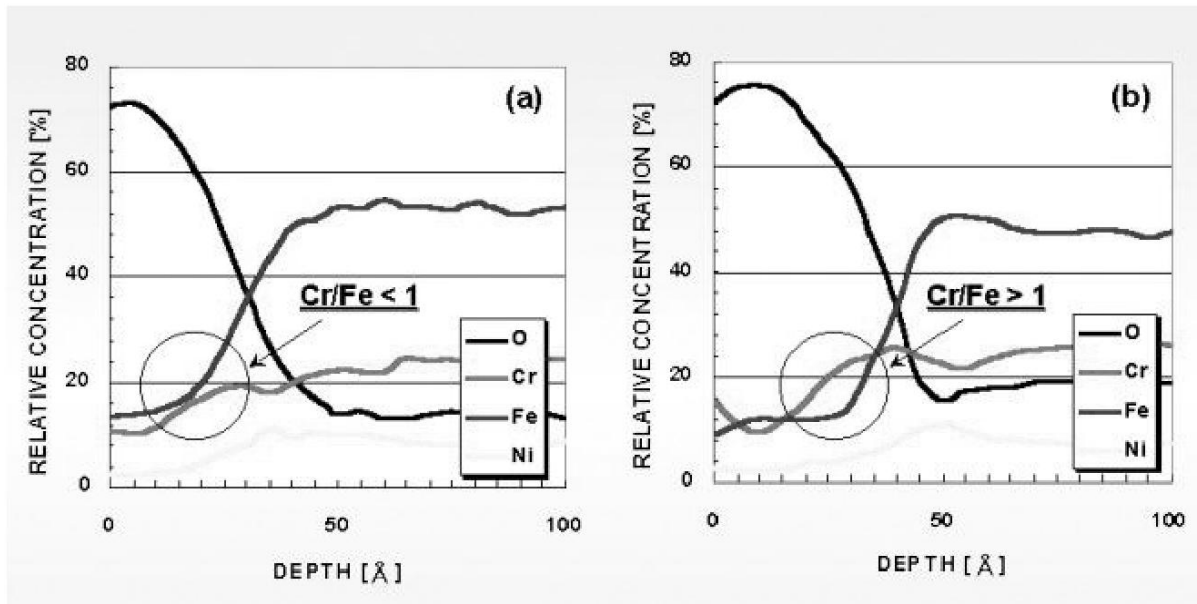 80
60
40
20
0
0
50
100
RELATIVE CONCENTRATION [%]
DEPTH [Å]
(a)
Cr/Fe < 1
O
Cr
Fe
Ni
80
60
40
20
0
0
50
100
RELATIVE CONCENTRATION [%]
DEPTH [Å]
(b)
Cr/Fe > 1
O
Cr
Fe
Ni